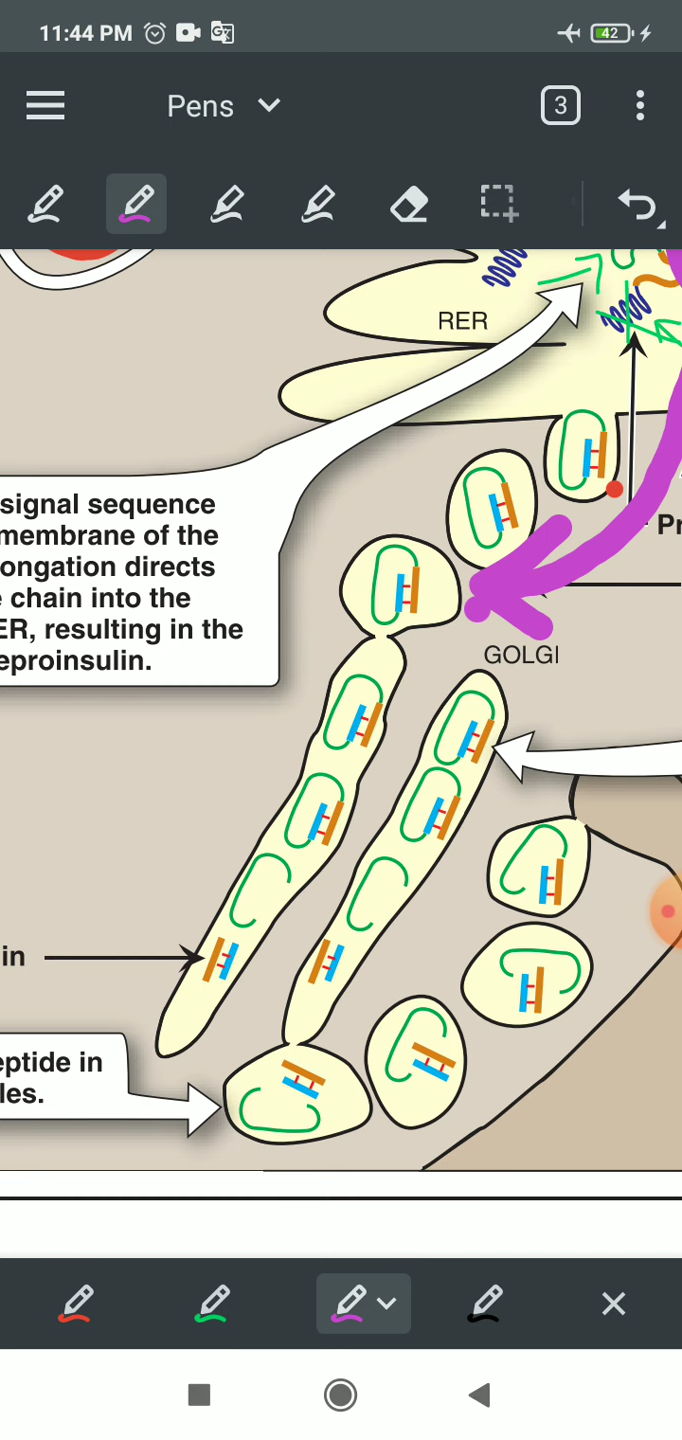 11:44 PM
42
Pens
3
RER
signal sequence
membrane of the
ongation directs
chain into the
ER, resulting in the
eproinsulin.
Pr
GOLGI
in
eptide in
les.